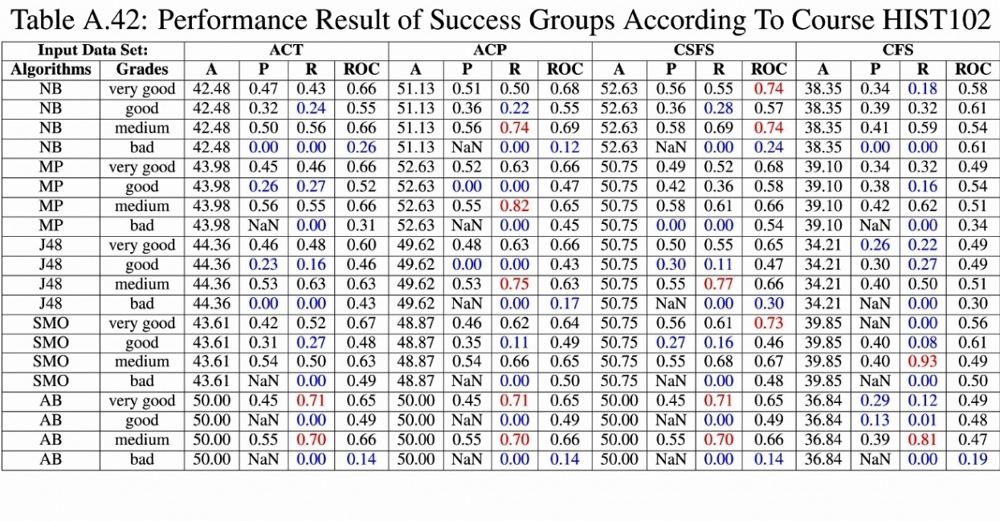 Table A.42: Performance Result of Success Groups According To Course HIST102
Input Data Set: ACT ACP CSFS CFS
Algorithms Grades A P R ROC A P R ROC A P R ROC A P R ROC
NB very good 42.48 0.47 0.43 0.66 51.13 0.51 0.50 0.68 52.63 0.56 0.55 0.74 38.35 0.34 0.18 0.58
NB good 42.48 0.32 0.24 0.55 51.13 0.36 0.22 0.55 52.63 0.36 0.28 0.57 38.35 0.39 0.32 0.61
NB medium 42.48 0.50 0.56 0.66 51.13 0.56 0.74 0.69 52.63 0.58 0.69 0.74 38.35 0.41 0.59 0.54
NB bad 42.48 0.00 0.00 0.26 51.13 NaN 0.00 0.12 52.63 NaN 0.00 0.24 38.35 0.00 0.00 0.61
MP very good 43.98 0.45 0.46 0.66 52.63 0.52 0.63 0.66 50.75 0.49 0.52 0.68 39.10 0.34 0.32 0.49
MP good 43.98 0.26 0.27 0.52 52.63 0.00 0.00 0.47 50.75 0.42 0.36 0.58 39.10 0.38 0.16 0.54
MP medium 43.98 0.56 0.55 0.66 52.63 0.55 0.82 0.65 50.75 0.58 0.61 0.66 39.10 0.42 0.62 0.51
MP bad 43.98 NaN 0.00 0.31 52.63 NaN 0.00 0.45 50.75 0.00 0.00 0.54 39.10 NaN 0.00 0.34
J48 very good 44.36 0.46 0.48 0.60 49.62 0.48 0.63 0.66 50.75 0.50 0.55 0.65 34.21 0.26 0.22 0.49
J48 good 44.36 0.23 0.16 0.46 49.62 0.00 0.00 0.43 50.75 0.30 0.11 0.47 34.21 0.30 0.27 0.49
J48 medium 44.36 0.53 0.63 0.63 49.62 0.53 0.75 0.63 50.75 0.55 0.77 0.66 34.21 0.40 0.50 0.51
J48 bad 44.36 0.00 0.00 0.43 49.62 NaN 0.00 0.17 50.75 NaN 0.00 0.30 34.21 NaN 0.00 0.30
SMO very good 43.61 0.42 0.52 0.67 48.87 0.46 0.62 0.64 50.75 0.56 0.61 0.73 39.85 NaN 0.00 0.56
SMO good 43.61 0.31 0.27 0.48 48.87 0.35 0.11 0.49 50.75 0.27 0.16 0.46 39.85 0.40 0.08 0.61
SMO medium 43.61 0.54 0.50 0.63 48.87 0.54 0.66 0.65 50.75 0.55 0.68 0.67 39.85 0.40 0.93 0.49
SMO bad 43.61 NaN 0.00 0.49 48.87 NaN 0.00 0.50 50.75 NaN 0.00 0.48 39.85 NaN 0.00 0.50
AB very good 50.00 0.45 0.71 0.65 50.00 0.45 0.71 0.65 50.00 0.45 0.71 0.65 36.84 0.29 0.12 0.49
AB good 50.00 NaN 0.00 0.49 50.00 NaN 0.00 0.49 50.00 NaN 0.00 0.49 36.84 0.13 0.01 0.48
AB medium 50.00 0.55 0.70 0.66 50.00 0.55 0.70 0.66 50.00 0.55 0.70 0.66 36.84 0.39 0.81 0.47
AB bad 50.00 NaN 0.00 0.14 50.00 NaN 0.00 0.14 50.00 NaN 0.00 0.14 36.84 NaN 0.00 0.19